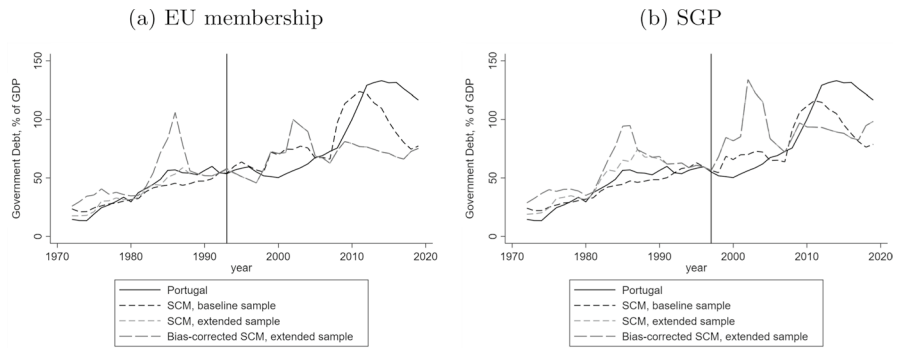 (a) EU membership
Government Debt, % of GDP
150
100
50
0
1970 1980 1990 2000 2010 2020
year
Portugal
SCM, baseline sample
SCM, extended sample
Bias-corrected SCM, extended sample
(b) SGP
Government Debt, % of GDP
150
100
50
0
1970 1980 1990 2000 2010 2020
year
Portugal
SCM, baseline sample
SCM, extended sample
Bias-corrected SCM, extended sample